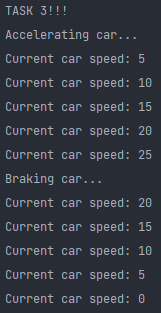 TASK 3!!!
Accelerating car...
Current car speed: 5
Current car speed: 10
Current car speed: 15
Current car speed: 20
Current car speed: 25
Braking car...
Current car speed: 20
Current car speed: 15
Current car speed: 10
Current car speed: 5
Current car speed: 0